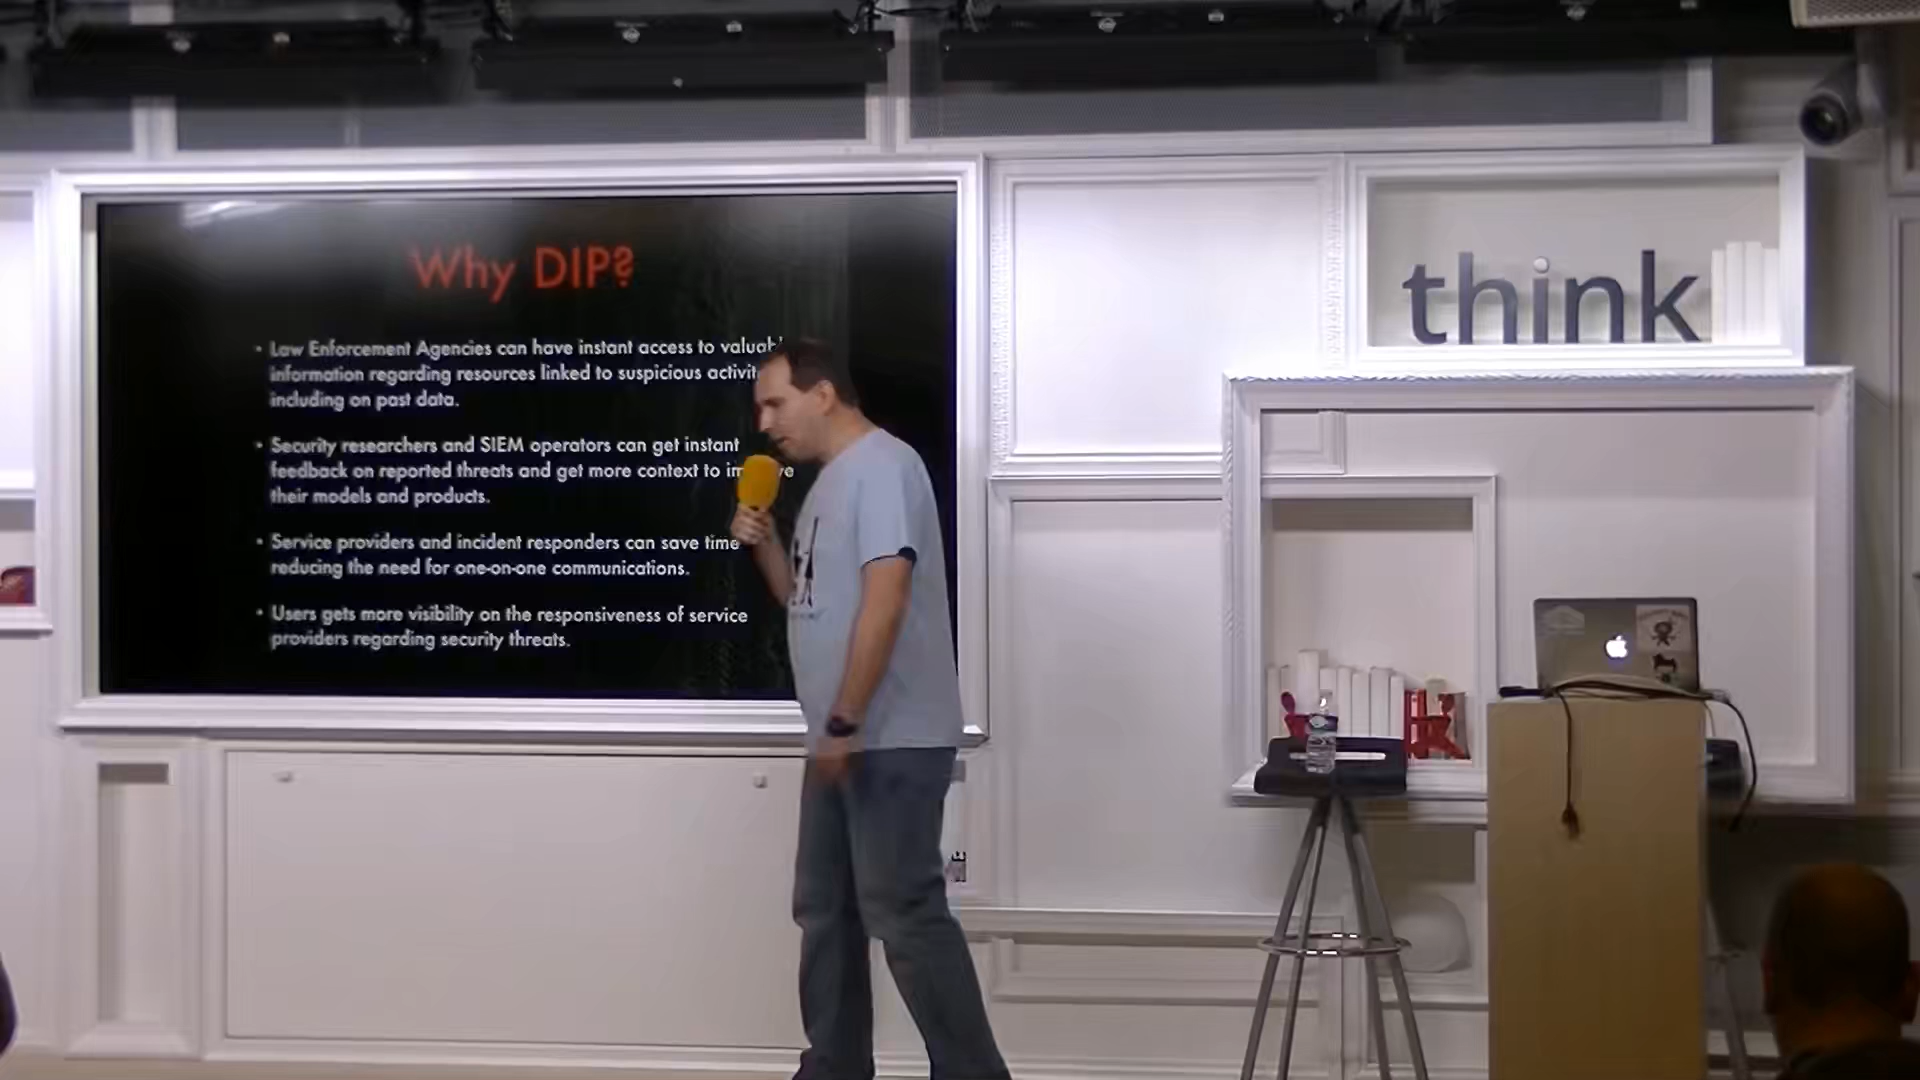 Why DIP?
think
• Law Enforcement Agencies can have instant access to
information regarding resources linked to suspicious
including on past data.
• Security researchers and SIEM operators can get instant
feedback on reported threats and get more context to
their models and products.
• Service providers and incident responders can save time
reducing the need for one-on-one communications.
• Users gets more visibility on the responsiveness of service
providers regarding security threats.